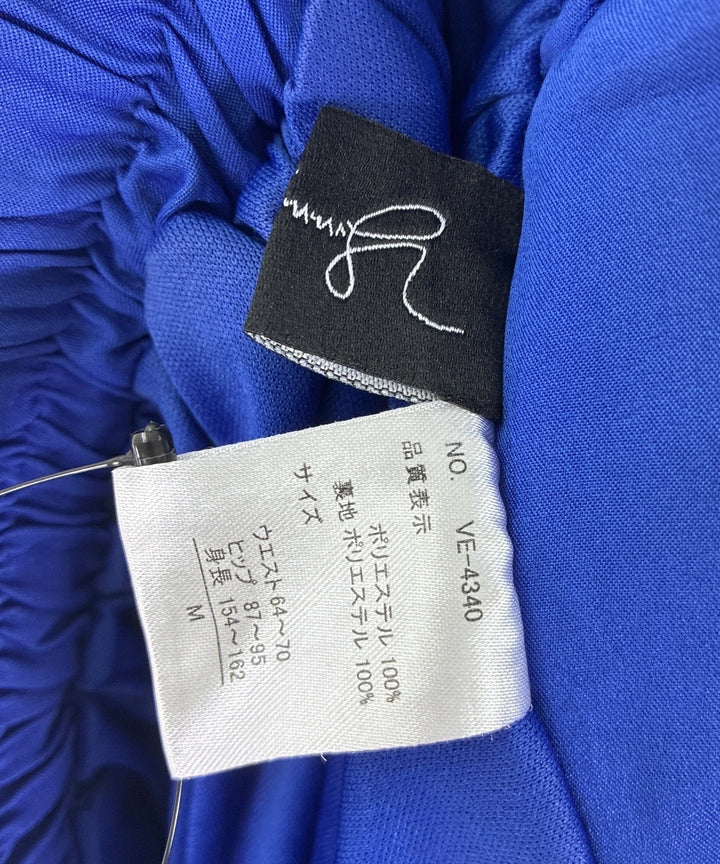 NO. VE-4340
品質表示
ポリエステル 100%
裏地 ポリエステル 100%
サイズ
ウエスト 64～70
ヒップ 87～95
身長 154～162
M